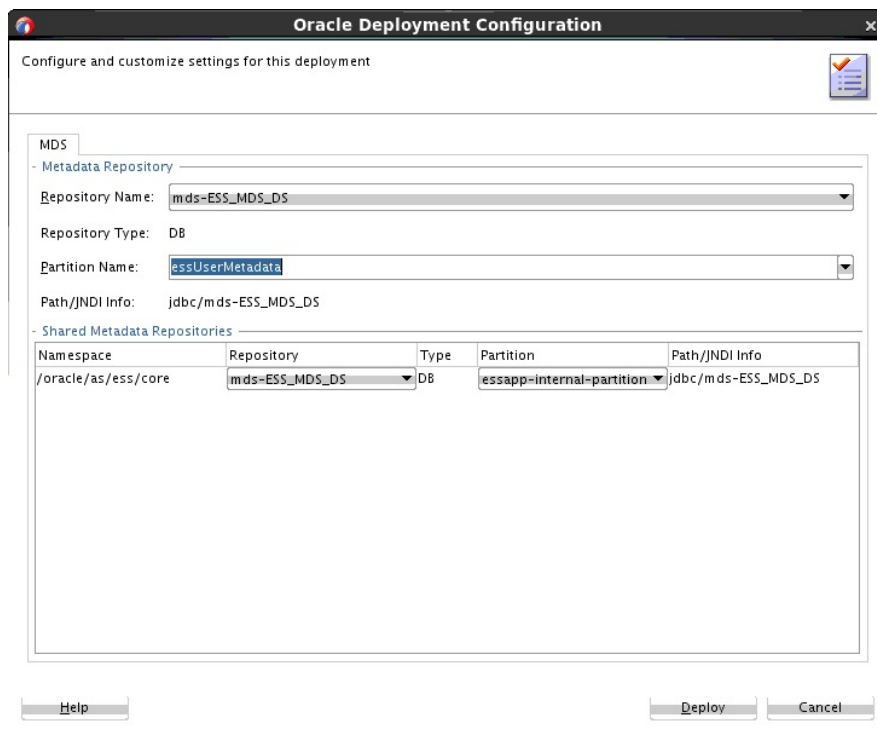 Oracle Deployment Configuration
Configure and customize settings for this deployment
MDS
Metadata Repository
Repository Name: mds-ESS_MDS_DS
Repository Type: DB
Partition Name: essUserMetadata
Path/JNDI Info: jdbc/mds-ESS_MDS_DS
Shared Metadata Repositories
Namespace Repository Type Partition Path/JNDI Info
/oracle/as/ess/core mds-ESS_MDS_DS DB essapp-internal-partition jdbc/mds-ESS_MDS_DS
Help Deploy Cancel